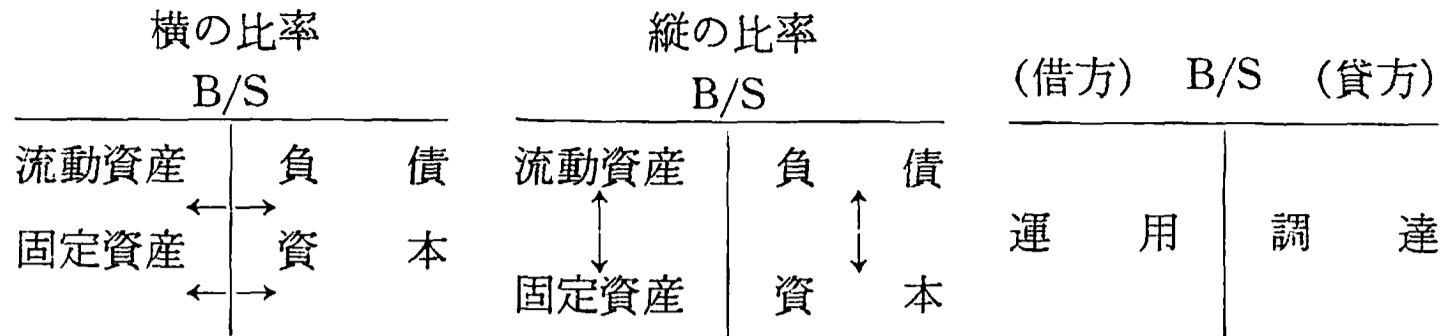 横の比率
B/S
流動資産 負債
固定資産 資本
縦の比率
B/S
流動資産 負債
固定資産 資本
(借方) B/S (貸方)
運用 調達